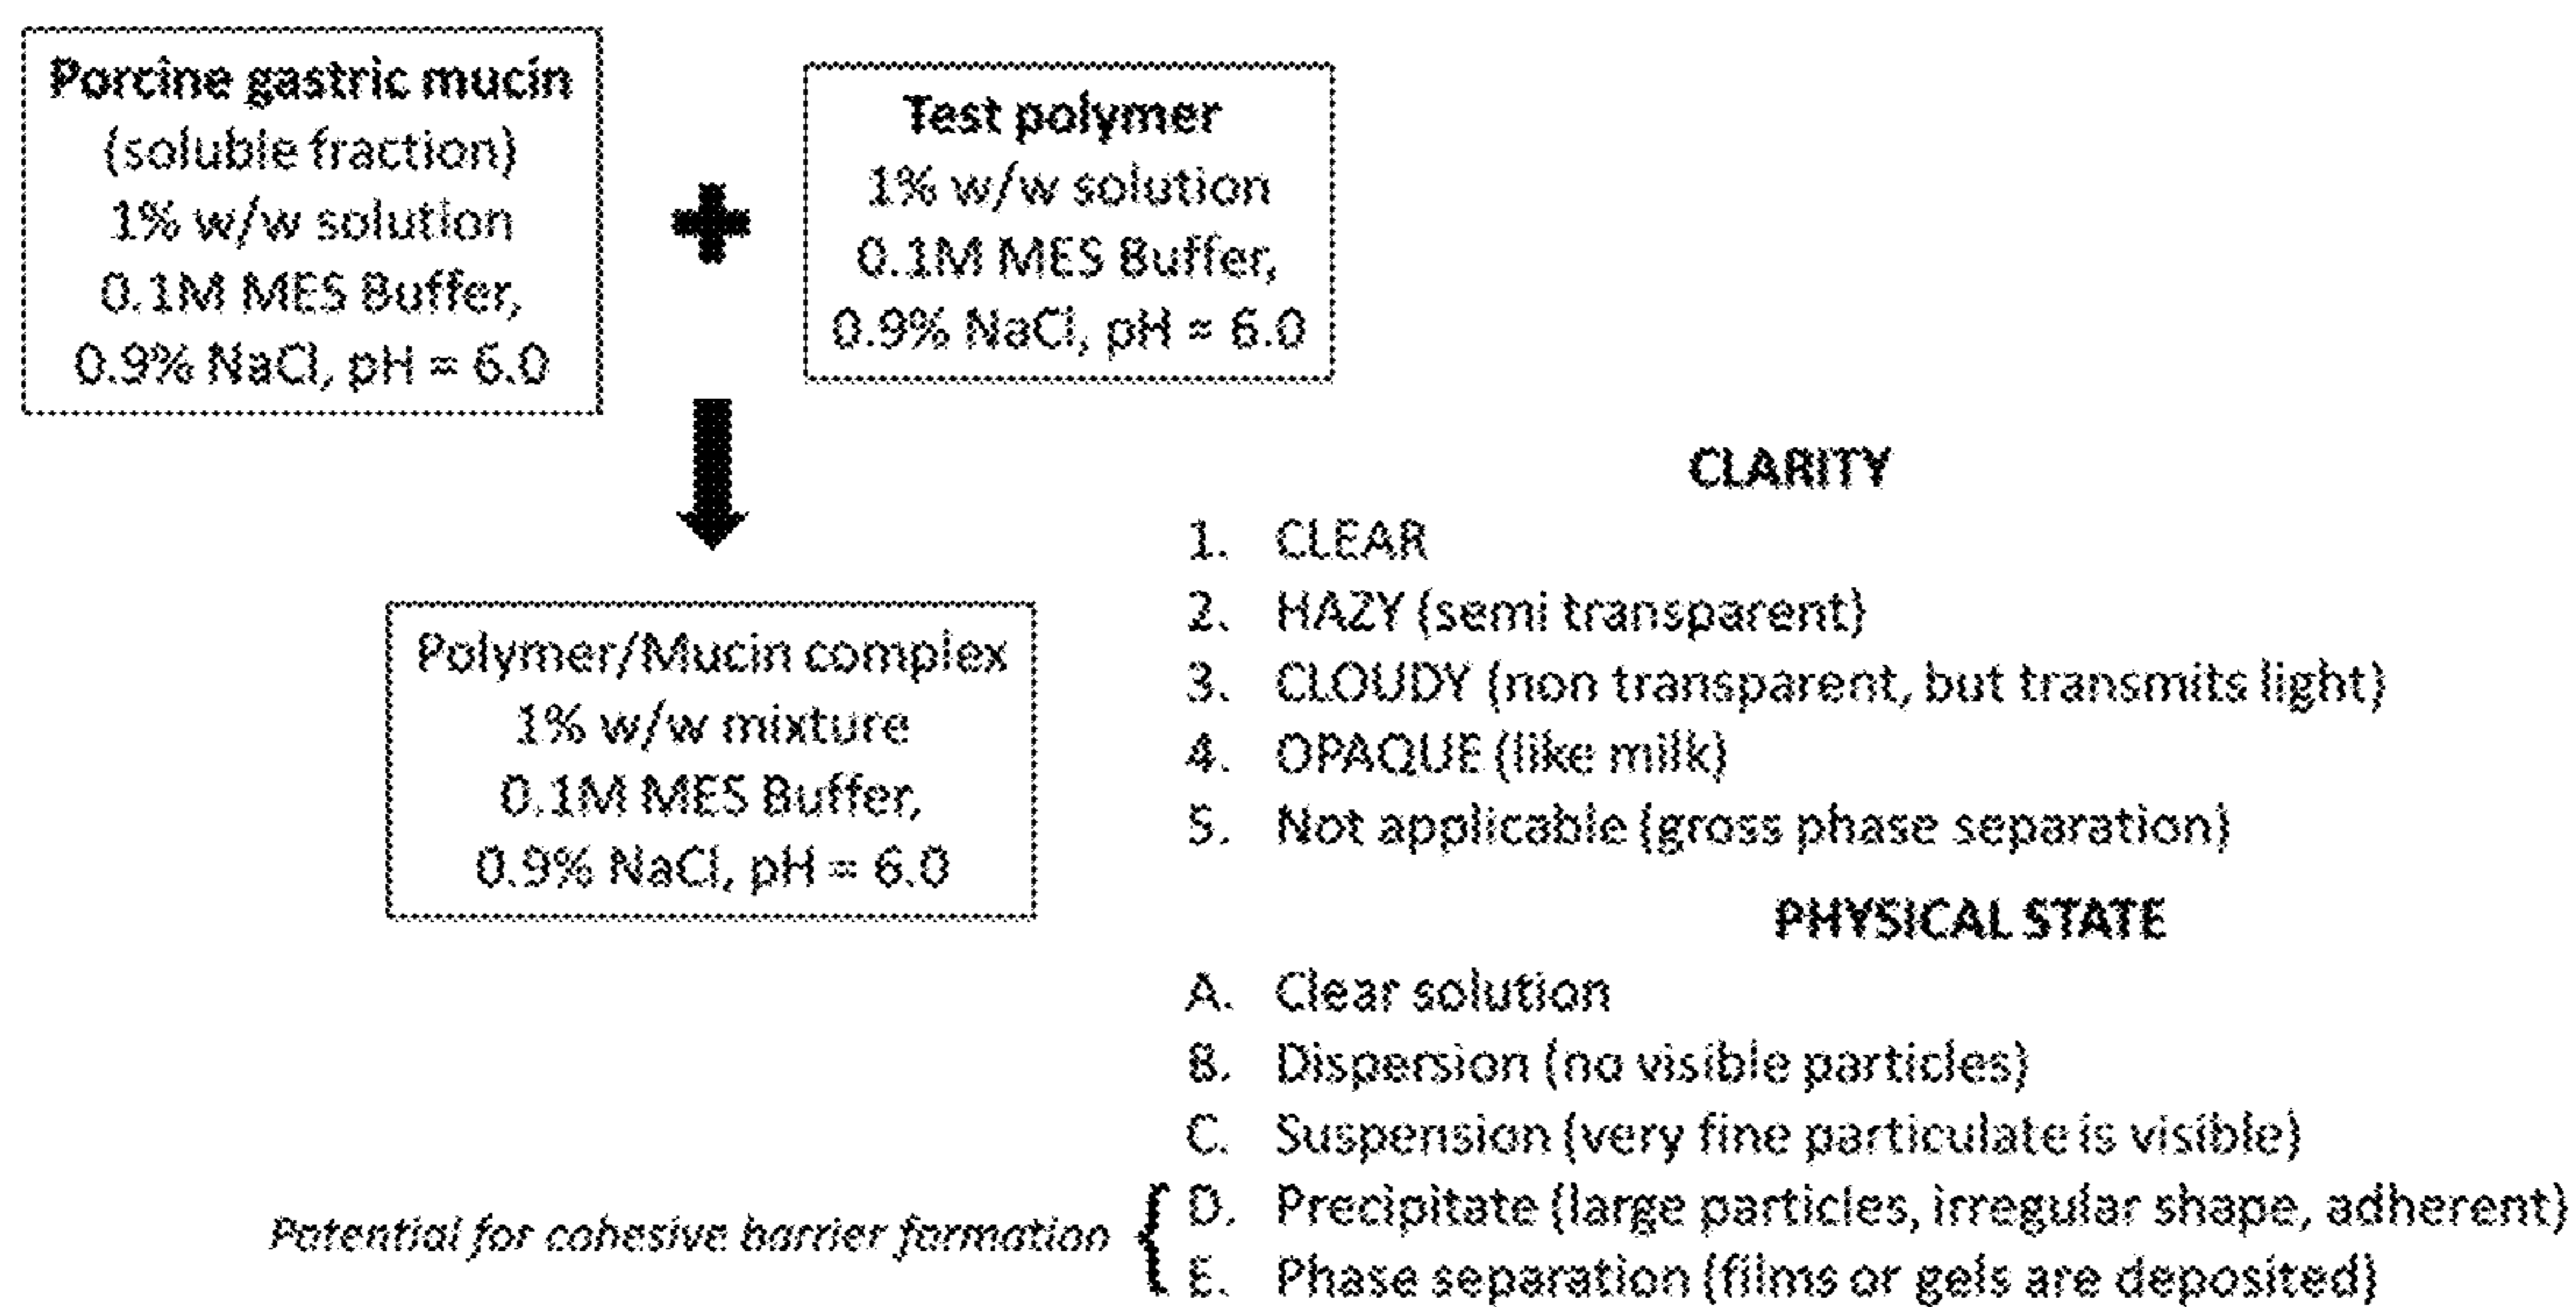 Porcine gastric mucin
(soluble fraction)
1% w/w solution
0.1M MES Buffer,
0.9% NaCl, pH = 6.0
Test polymer
1% w/w solution
0.1M MES Buffer,
0.9% NaCl, pH = 6.0
Polymer/Mucin complex
1% w/w mixture
0.1M MES Buffer,
0.9% NaCl, pH = 6.0
CLARITY
1. CLEAR
2. HAZY (semi transparent)
3. CLOUDY (non transparent, but transmits light)
4. OPAQUE (like milk)
5. Not applicable (gross phase separation)
PHYSICAL STATE
A. Clear solution
B. Dispersion (no visible particles)
C. Suspension (very fine particulate is visible)
D. Precipitate (large particles, irregular shape, adherent)
E. Phase separation (films or gels are deposited)
Potential for cohesive barrier formation